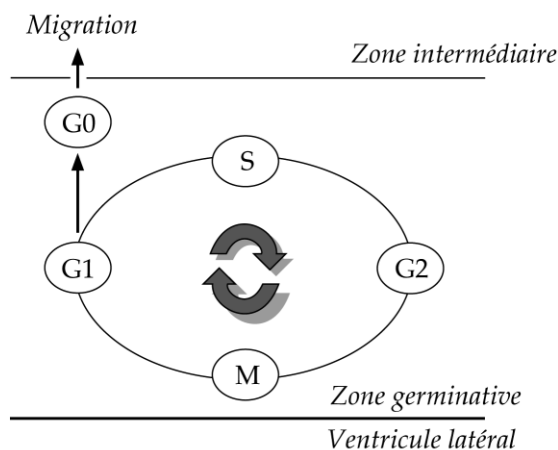 Migration
Zone intermédiaire
G0
S
G1
G2
M
Zone germinative
Ventricule latéral